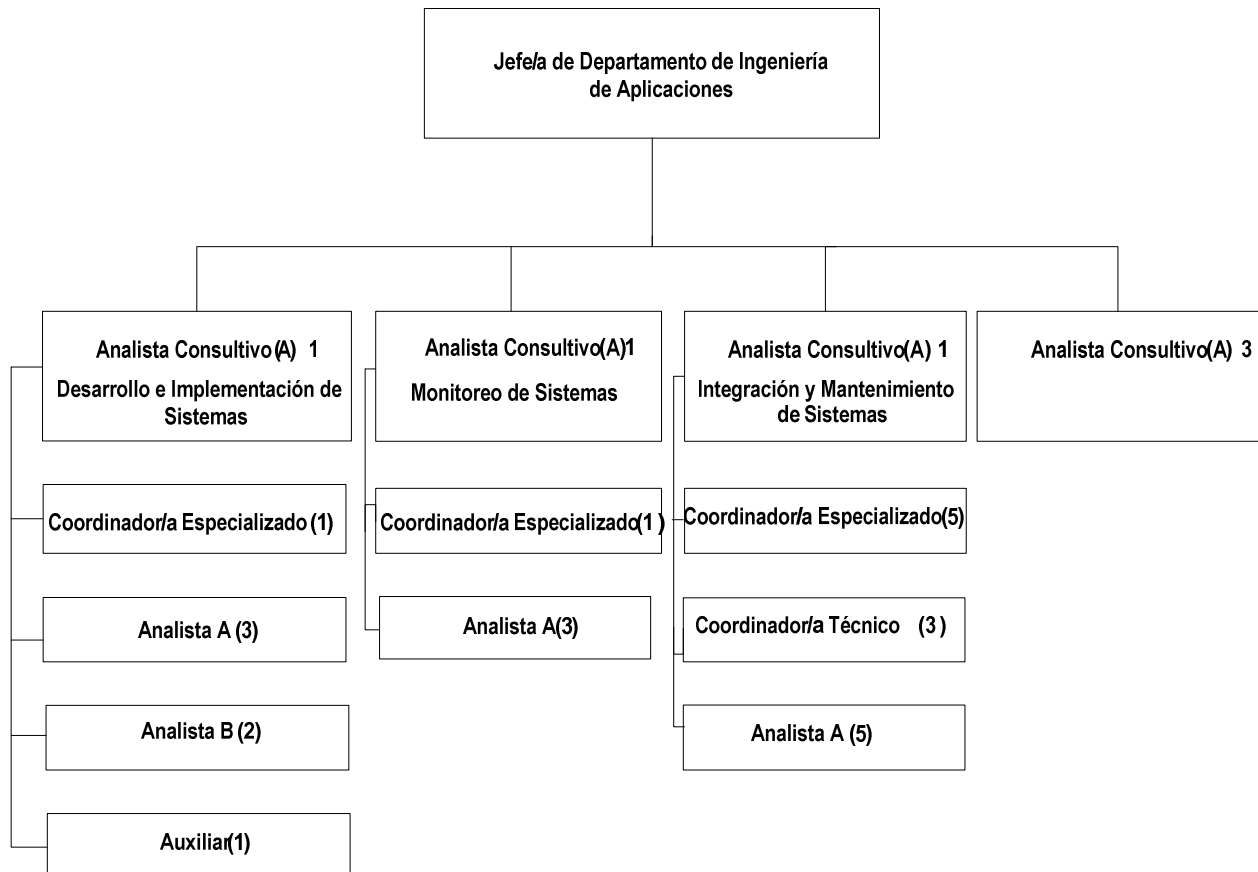 Jefe/a de Departamento de Ingeniería
de Aplicaciones
Analista Consultivo(A) 1
Desarrollo e Implementación de
Sistemas
Analista Consultivo(A)1
Monitoreo de Sistemas
Analista Consultivo(A) 1
Integración y Mantenimiento
de Sistemas
Analista Consultivo(A) 3
Coordinador/a Especializado (1)
Coordinador/a Especializado(1 )
Coordinador/a Especializado(5)
Analista A (3)
Analista A(3)
Coordinador/a Técnico (3 )
Analista B (2)
Analista A (5)
Auxiliar(1)